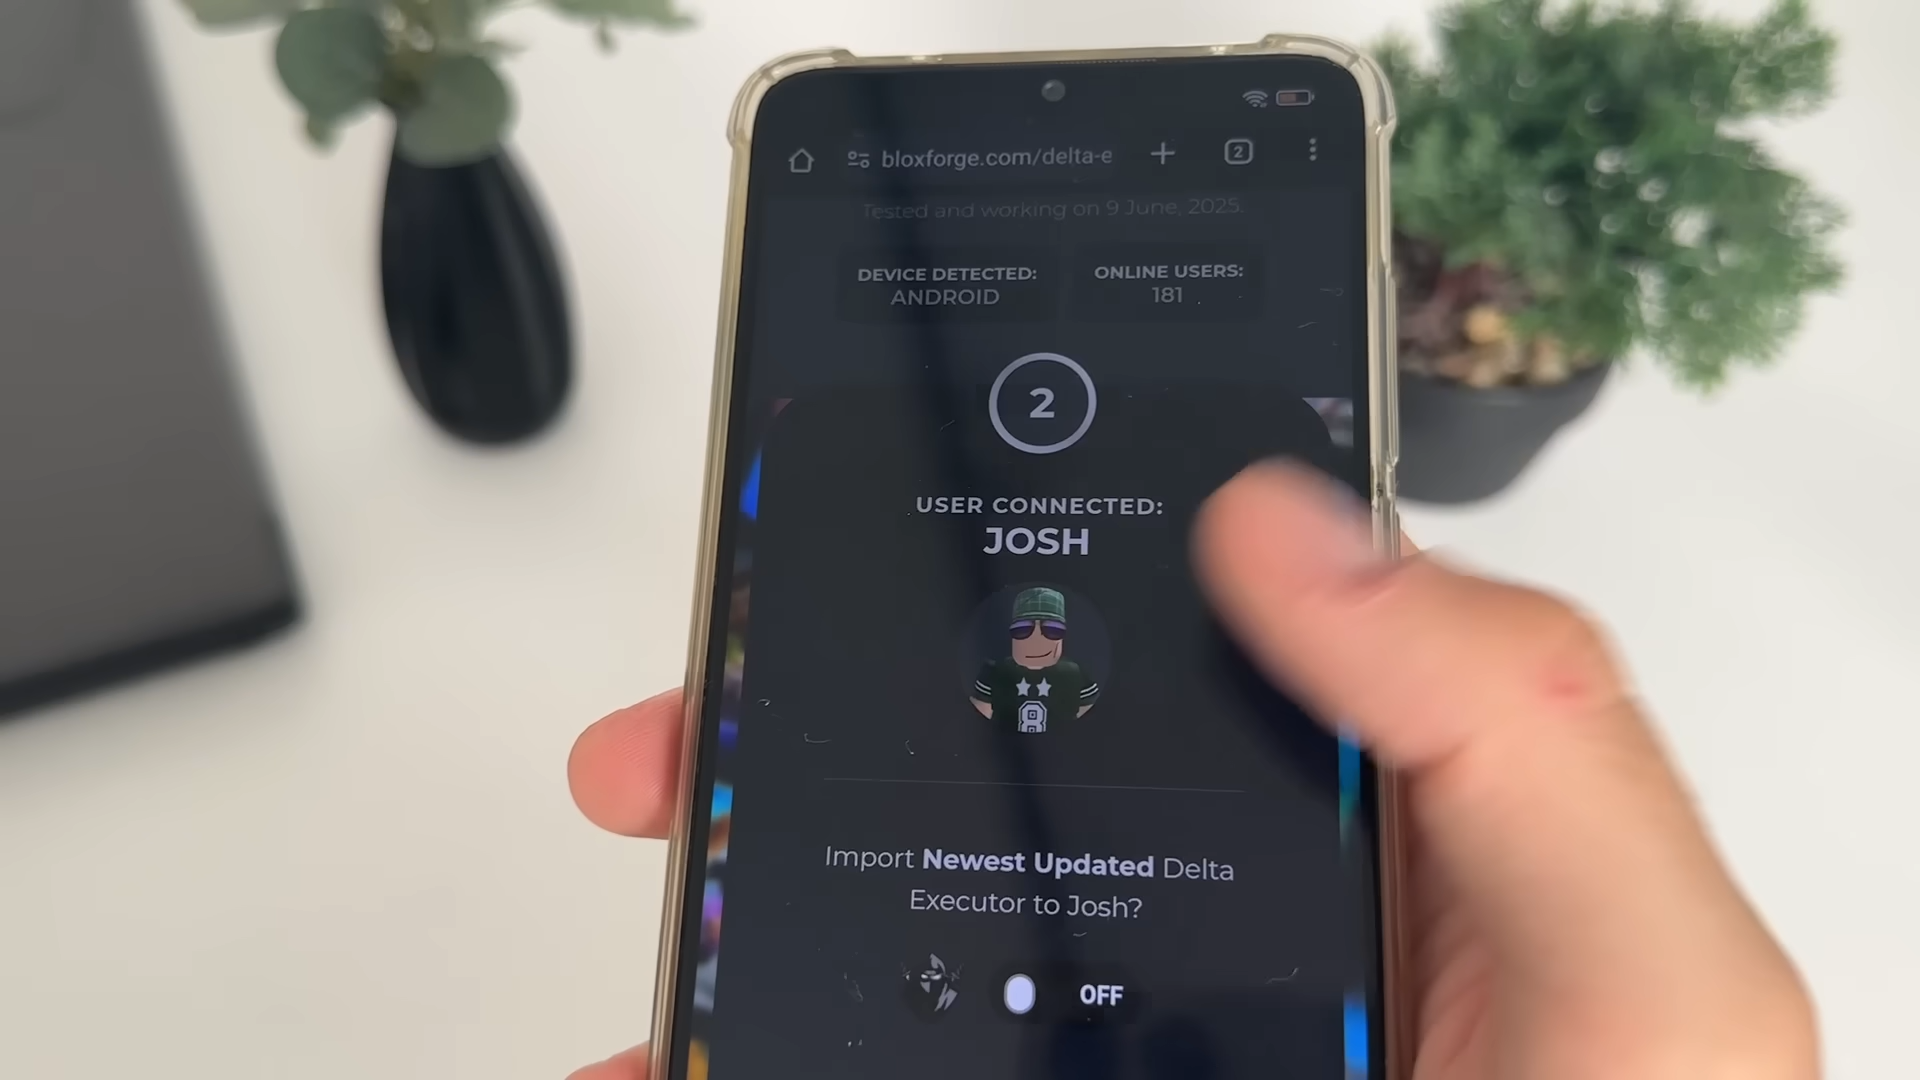 bloxforge.com/delta-e
2
Tested and working on 9 June, 2025.
DEVICE DETECTED:
ANDROID
ONLINE USERS:
181
2
USER CONNECTED:
JOSH
8
Import Newest Updated Delta
Executor to Josh?
OFF